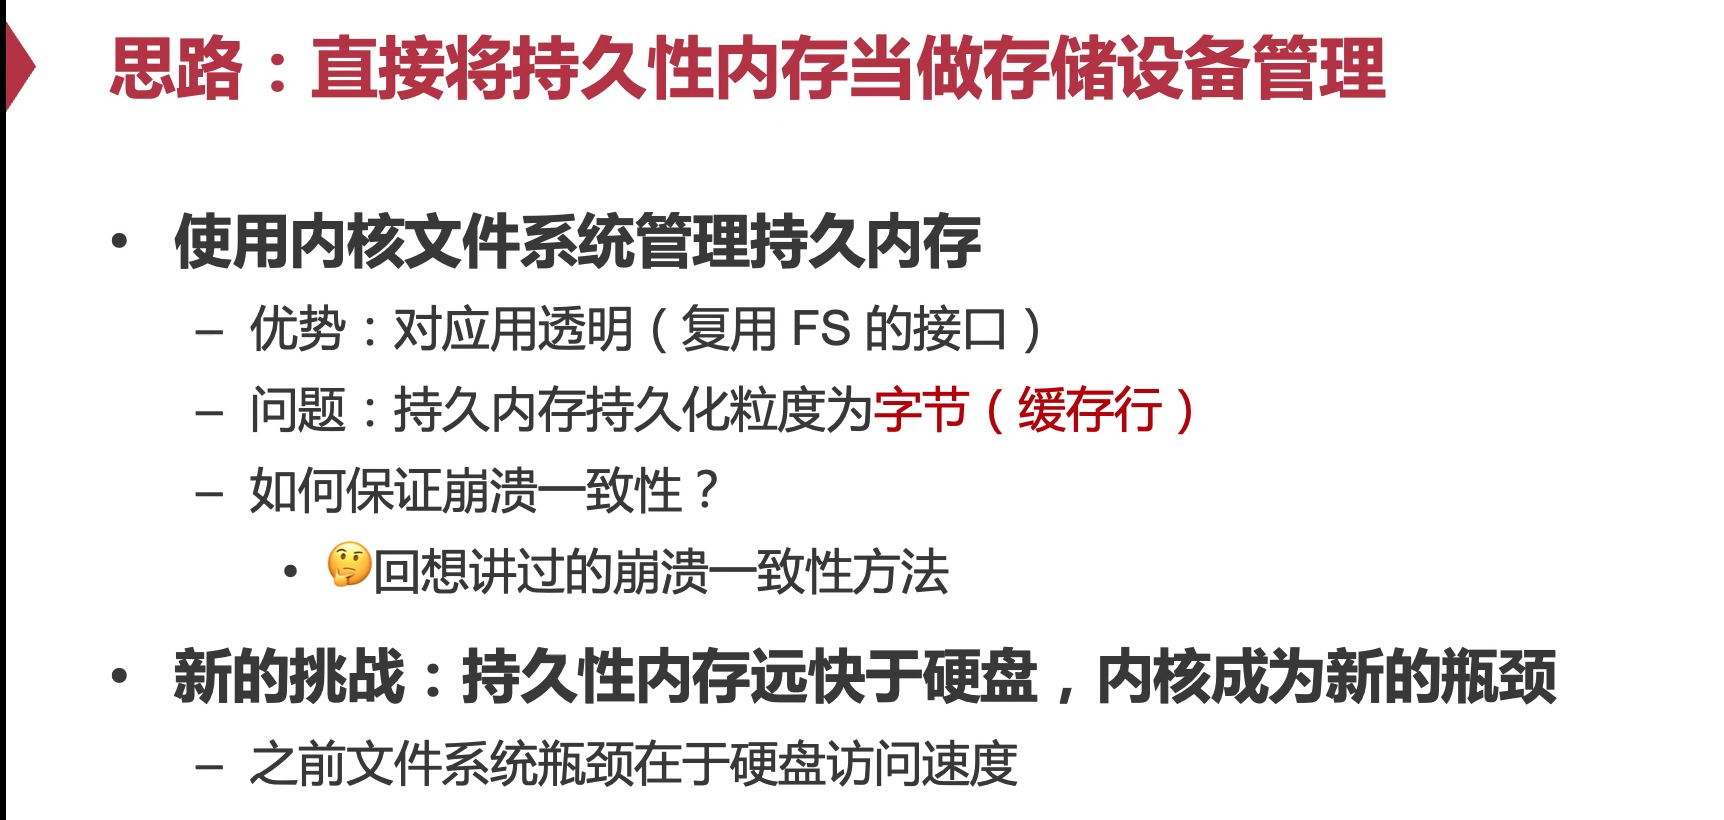 思路：直接将持久性内存当做存储设备管理
• 使用内核文件系统管理持久内存
– 优势：对应用透明（复用 FS 的接口）
– 问题：持久内存持久化粒度为字节（缓存行）
– 如何保证崩溃一致性？
• 🤔回想讲过的崩溃一致性方法
• 新的挑战：持久性内存远快于硬盘，内核成为新的瓶颈
– 之前文件系统瓶颈在于硬盘访问速度